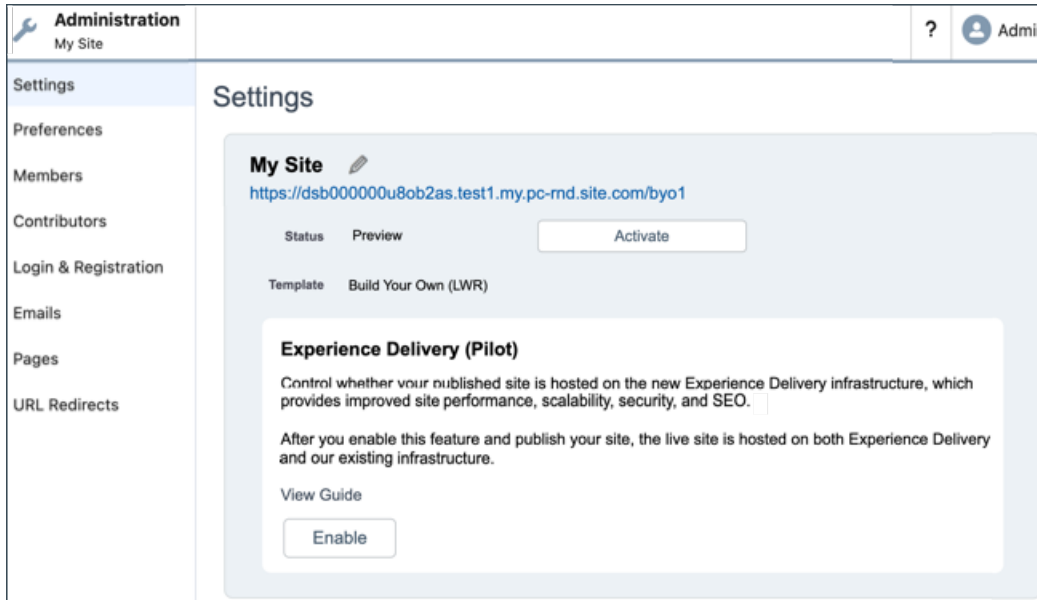 Administration
My Site
?
Admi
Settings
Preferences
Members
Contributors
Login & Registration
Emails
Pages
URL Redirects
Settings
My Site
https://dsb000000u8ob2as.test1.my.pc-rnd.site.com/byo1
Status Preview Activate
Template Build Your Own (LWR)
Experience Delivery (Pilot)
Control whether your published site is hosted on the new Experience Delivery infrastructure, which
provides improved site performance, scalability, security, and SEO.
After you enable this feature and publish your site, the live site is hosted on both Experience Delivery
and our existing infrastructure.
View Guide
Enable